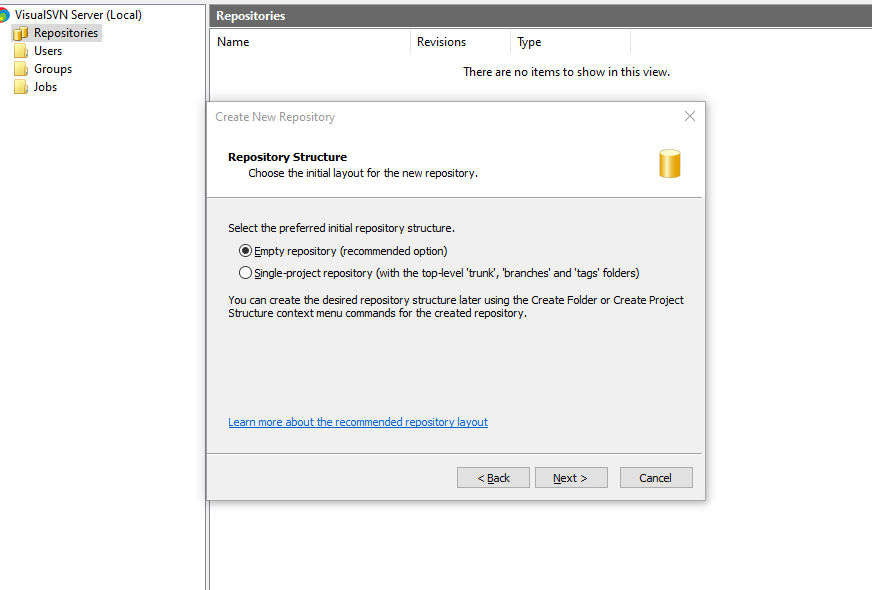 VisualSVN Server (Local)
Repositories
Users
Groups
Jobs
Repositories
Name Revisions Type
There are no items to show in this view.
Create New Repository
Repository Structure
Choose the initial layout for the new repository.
Select the preferred initial repository structure.
Empty repository (recommended option)
Single-project repository (with the top-level 'trunk', 'branches' and 'tags' folders)
You can create the desired repository structure later using the Create Folder or Create Project
Structure context menu commands for the created repository.
Learn more about the recommended repository layout
< Back Next > Cancel